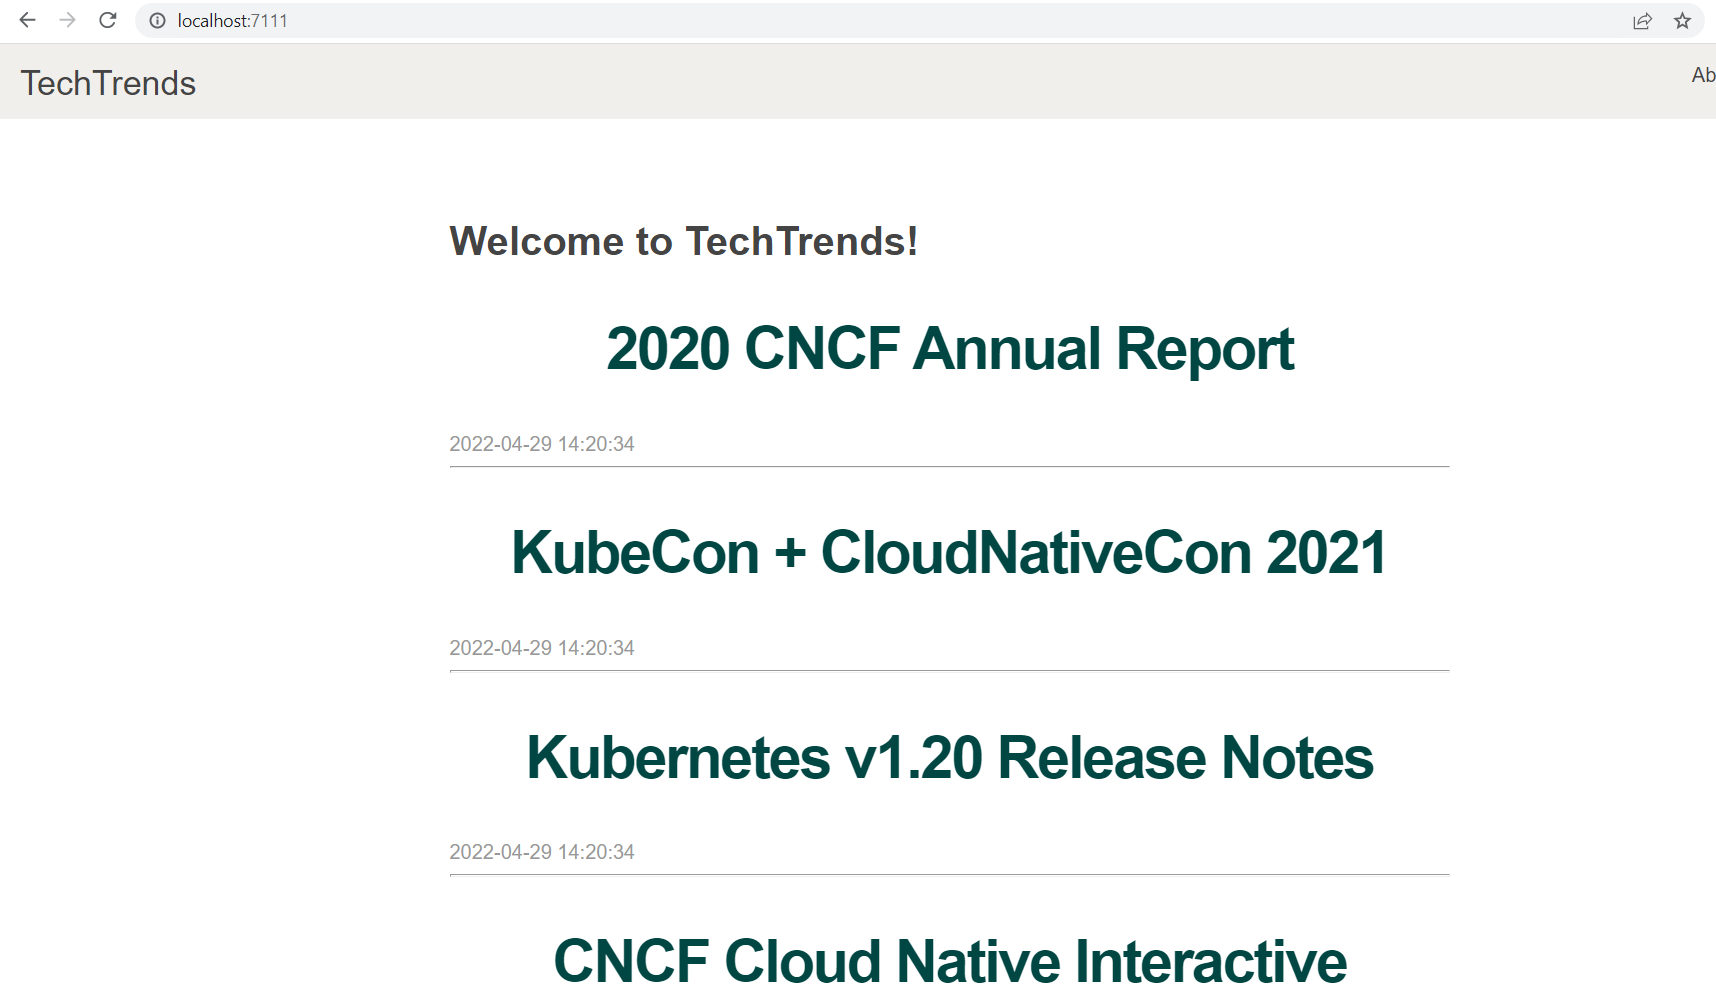 localhost:7111
TechTrends
Ab
Welcome to TechTrends!
2020 CNCF Annual Report
2022-04-29 14:20:34
KubeCon + CloudNativeCon 2021
2022-04-29 14:20:34
Kubernetes v1.20 Release Notes
2022-04-29 14:20:34
CNCF Cloud Native Interactive